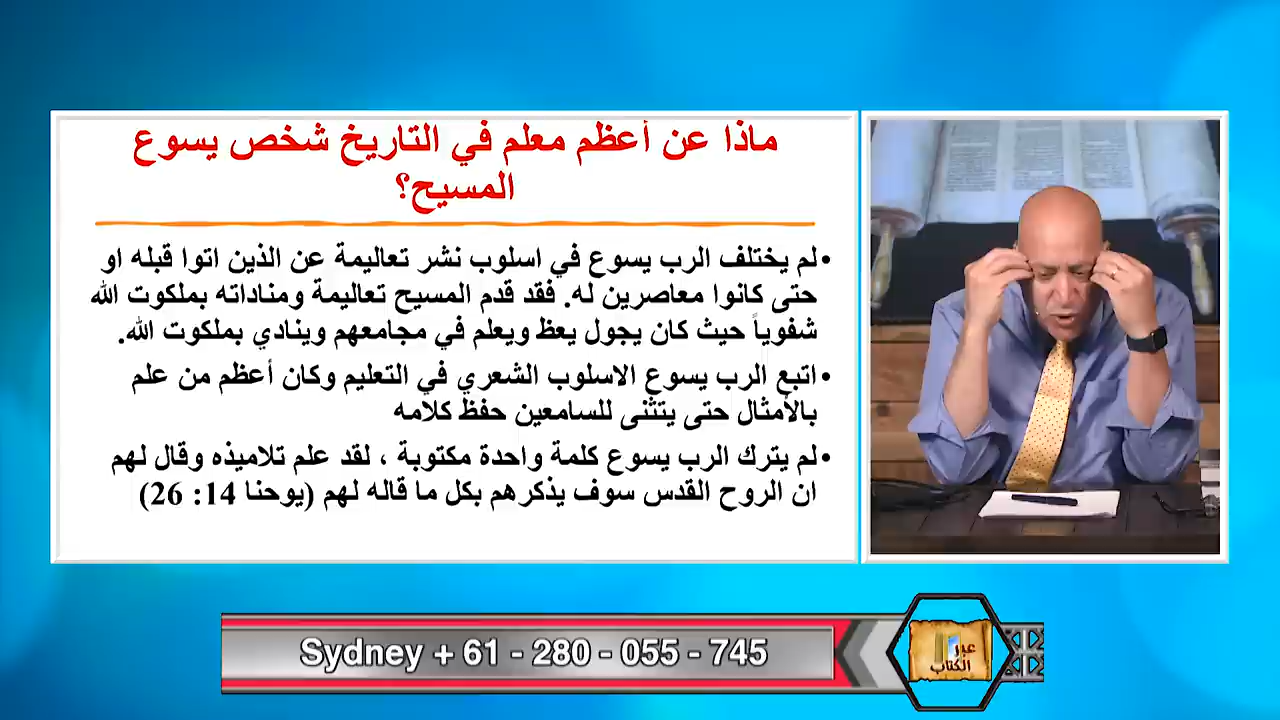 ماذا عن أعظم معلم في التاريخ شخص يسوع
المسيح؟
•لم يختلف الرب يسوع في اسلوب نشر تعاليمة عن الذين اتوا قبله او
حتى كانوا معاصرين له. فقد قدم المسيح تعاليمة ومناداته بملكوت الله
شفوياً حيث كان يجول يعظ ويعلم في مجامعهم وينادي بملكوت الله.
•اتبع الرب يسوع الاسلوب الشعري في التعليم وكان أعظم من علم
بالأمثال حتى يتثنى للسامعين حفظ كلامه
•لم يترك الرب يسوع كلمة واحدة مكتوبة ، لقد علم تلاميذه وقال لهم
ان الروح القدس سوف يذكرهم بكل ما قاله لهم (يوحنا 14: 26)
Sydney + 61 - 280 - 055 - 745
عبر
الكتاب